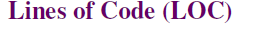 Lines of Code (LOC)